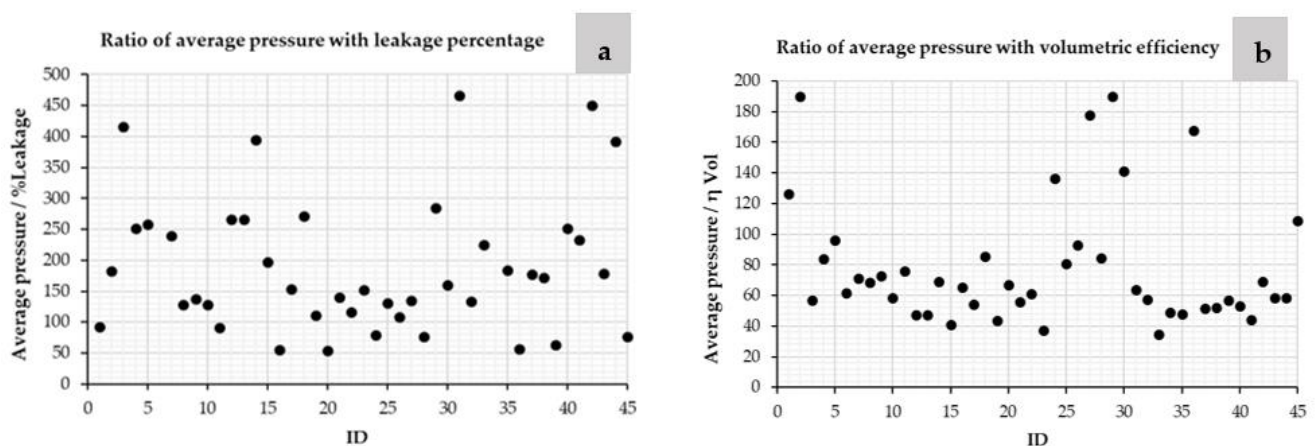 Ratio of average pressure with leakage percentage
a
Average pressure / %Leakage
500
450
400
350
300
250
200
150
100
50
0
0 5 10 15 20 25 30 35 40 45
ID
Ratio of average pressure with volumetric efficiency
b
Average pressure / η Vol
200
180
160
140
120
100
80
60
40
20
0
0 5 10 15 20 25 30 35 40 45
ID